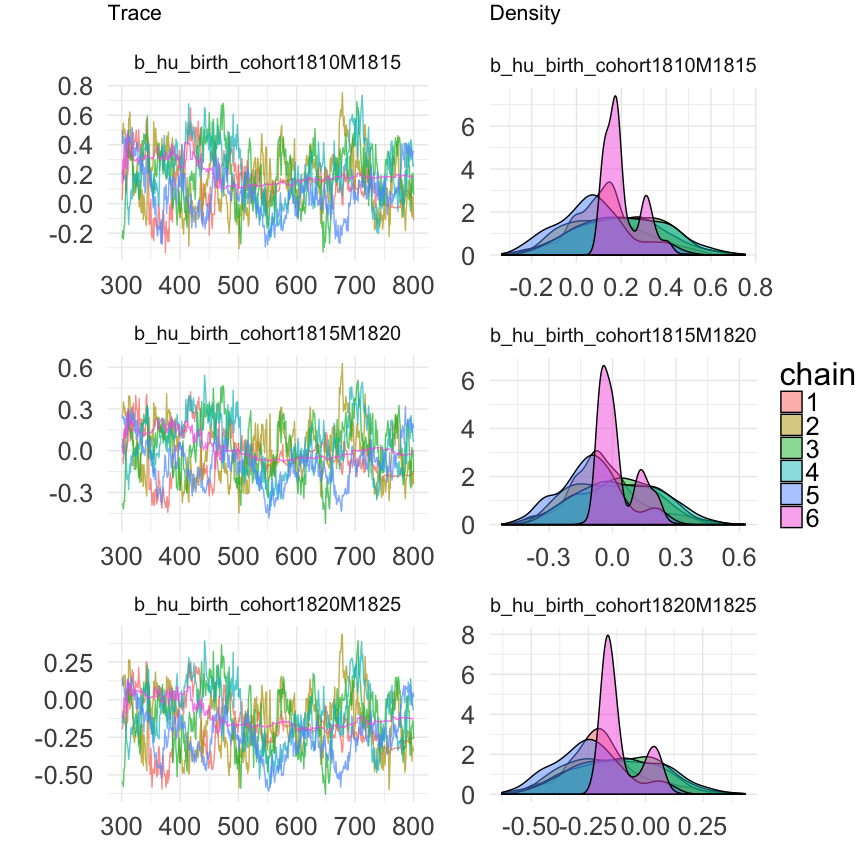 Trace
Density
b_hu_birth_cohort1810M1815
b_hu_birth_cohort1810M1815
0.8
0.6
0.4
0.2
0.0
-0.2
300 400 500 600 700 800
6
4
2
0
-0.2 0.0 0.2 0.4 0.6 0.8
b_hu_birth_cohort1815M1820
b_hu_birth_cohort1815M1820
0.6
0.3
0.0
-0.3
300 400 500 600 700 800
6
4
2
0
-0.3 0.0 0.3 0.6
b_hu_birth_cohort1820M1825
b_hu_birth_cohort1820M1825
0.25
0.00
-0.25
-0.50
300 400 500 600 700 800
8
6
4
2
0
-0.50 -0.25 0.00 0.25
chain
1
2
3
4
5
6